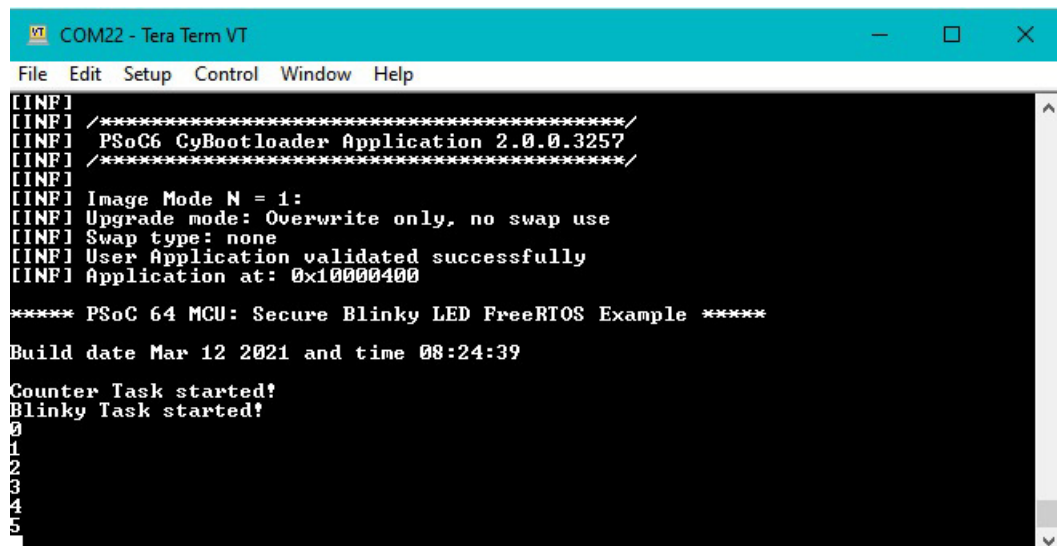 COM22 - Tera Term VT
File Edit Setup Control Window Help
[INF]
[INF] /******************************************/
[INF]  PSoC6 CyBootloader Application 2.0.0.3257
[INF] /******************************************/
[INF]
[INF] Image Mode N = 1:
[INF] Upgrade mode: Overwrite only, no swap use
[INF] Swap type: none
[INF] User Application validated successfully
[INF] Application at: 0x10000400
***** PSoC 64 MCU: Secure Blinky LED FreeRTOS Example *****
Build date Mar 12 2021 and time 08:24:39
Counter Task started!
Blinky Task started!
0
1
2
3
4
5